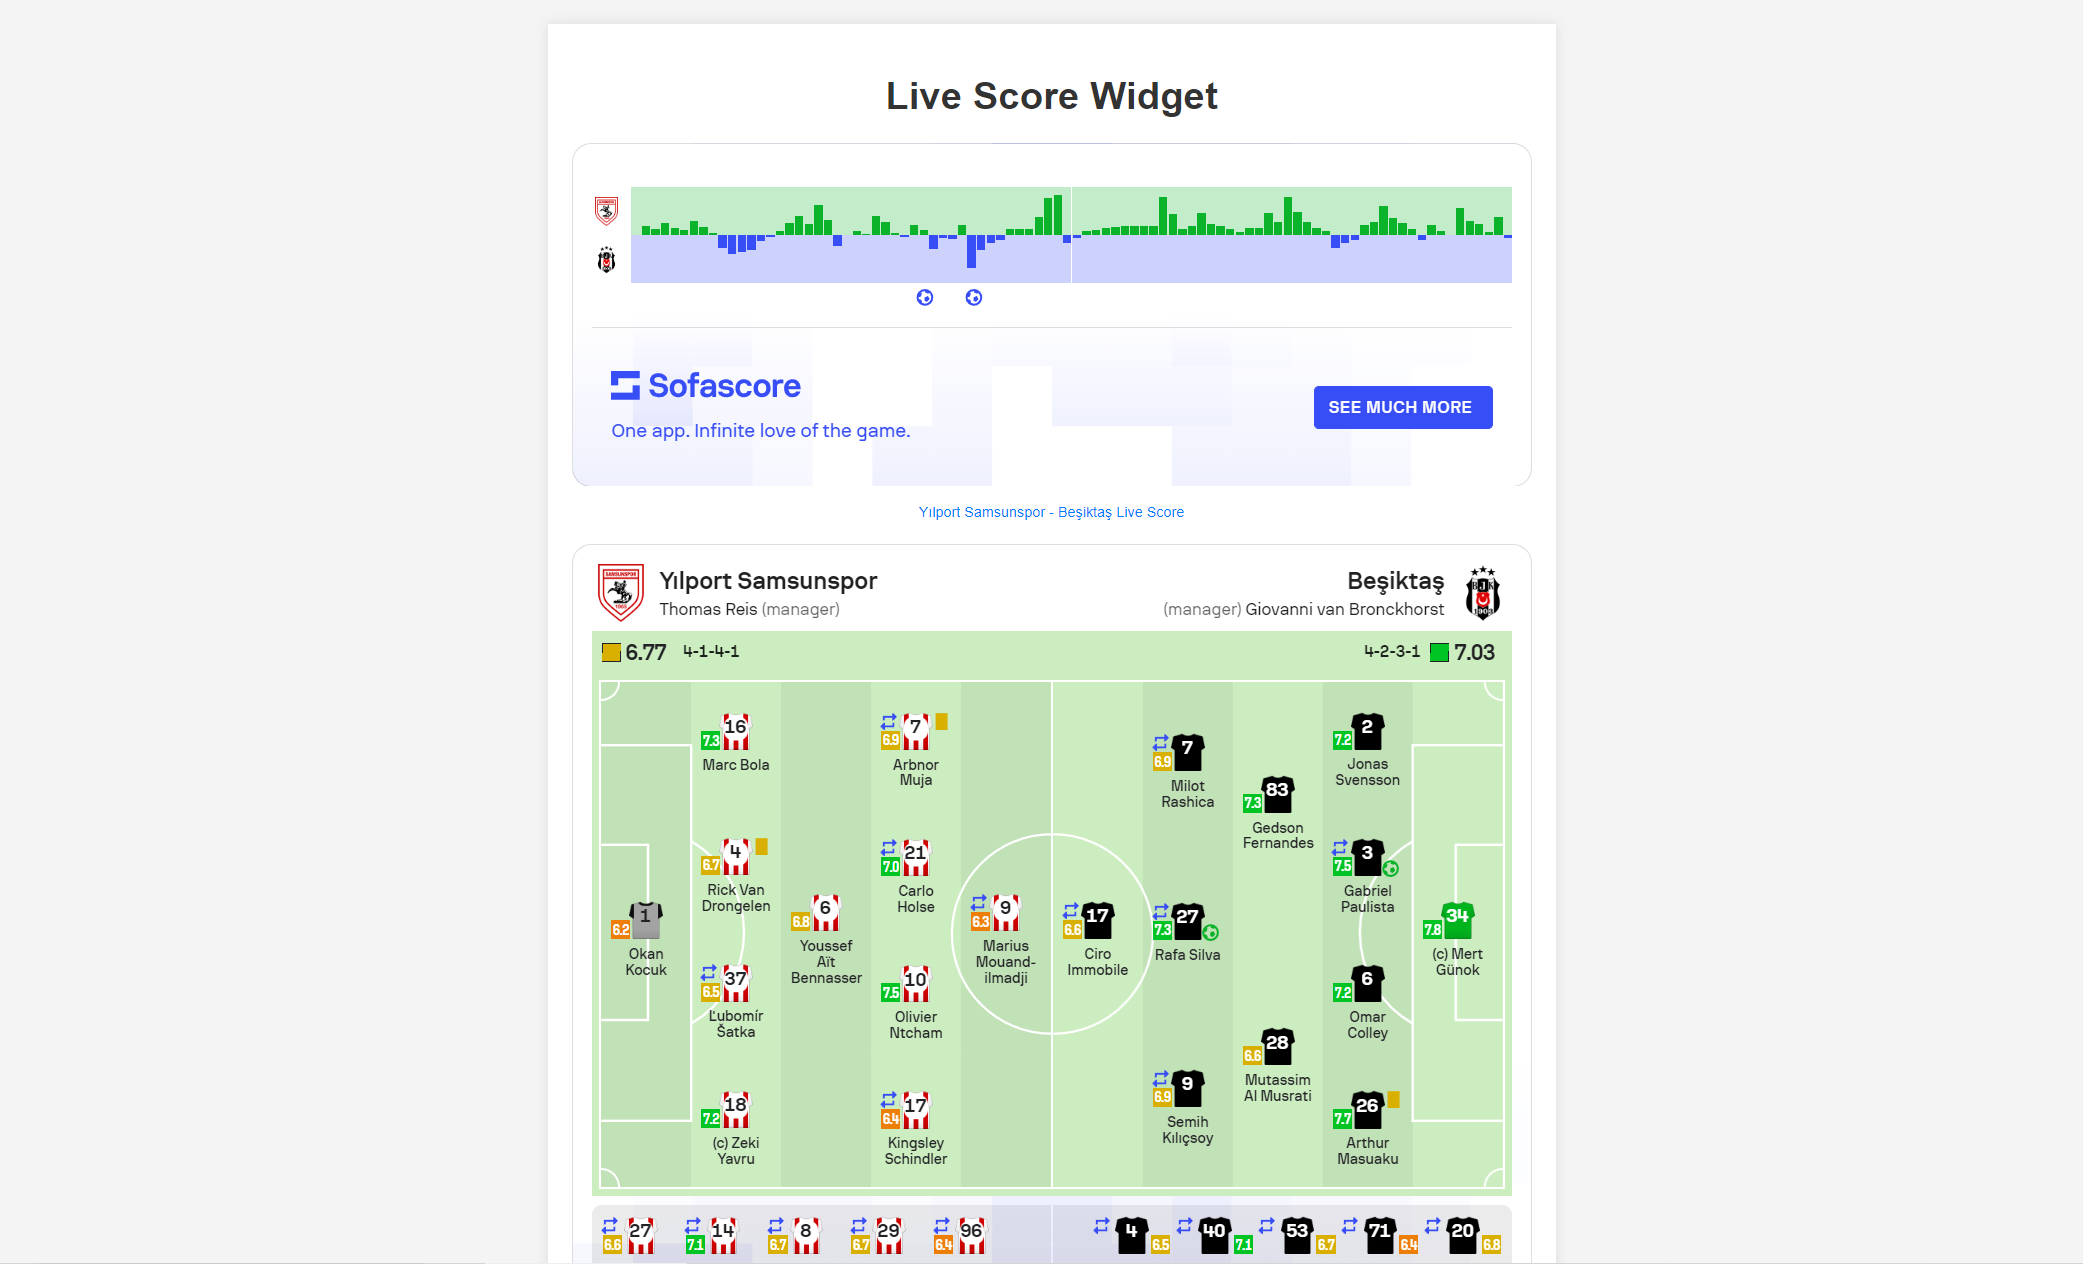 Live Score Widget
Sofascore
One app. Infinite love of the game.
SEE MUCH MORE
Yılport Samsunspor - Beşiktaş Live Score
Yılport Samsunspor
Thomas Reis (manager)
Beşiktaş
(manager) Giovanni van Bronckhorst
6.77 4-1-4-1
4-2-3-1 7.03
1
6.2
Okan
Kocuk
16
7.3
Marc Bola
4
6.7
Rick Van
Drongelen
37
6.5
Ľubomír
Šatka
18
7.2
(c) Zeki
Yavru
6
6.8
Youssef
Aït
Bennasser
7
6.9
Arbnor
Muja
21
7.0
Carlo
Holse
10
7.5
Olivier
Ntcham
17
6.4
Kingsley
Schindler
9
6.3
Marius
Mouand-
ilmadji
17
6.6
Ciro
Immobile
7
6.9
Milot
Rashica
27
7.3
Rafa Silva
9
6.9
Semih
Kılıçsoy
83
7.3
Gedson
Fernandes
28
6.6
Mutassim
Al Musrati
2
7.2
Jonas
Svensson
3
7.5
Gabriel
Paulista
6
7.2
Omar
Colley
26
7.7
Arthur
Masuaku
34
7.8
(c) Mert
Günok
27 14 8 29 96 4 40 53 71 20
6.6 7.1 6.7 6.7 6.4 6.5 7.1 6.7 6.4 6.8